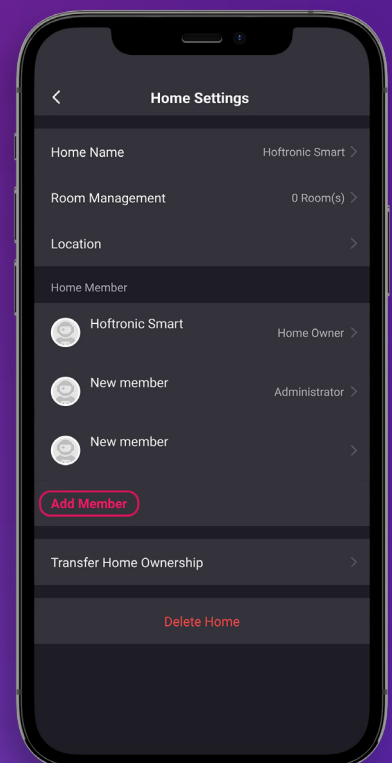 Home Settings
Home Name Hoftronic Smart
Room Management 0 Room(s)
Location
Home Member
Hoftronic Smart
Home Owner
New member
Administrator
New member
Add Member
Transfer Home Ownership
Delete Home